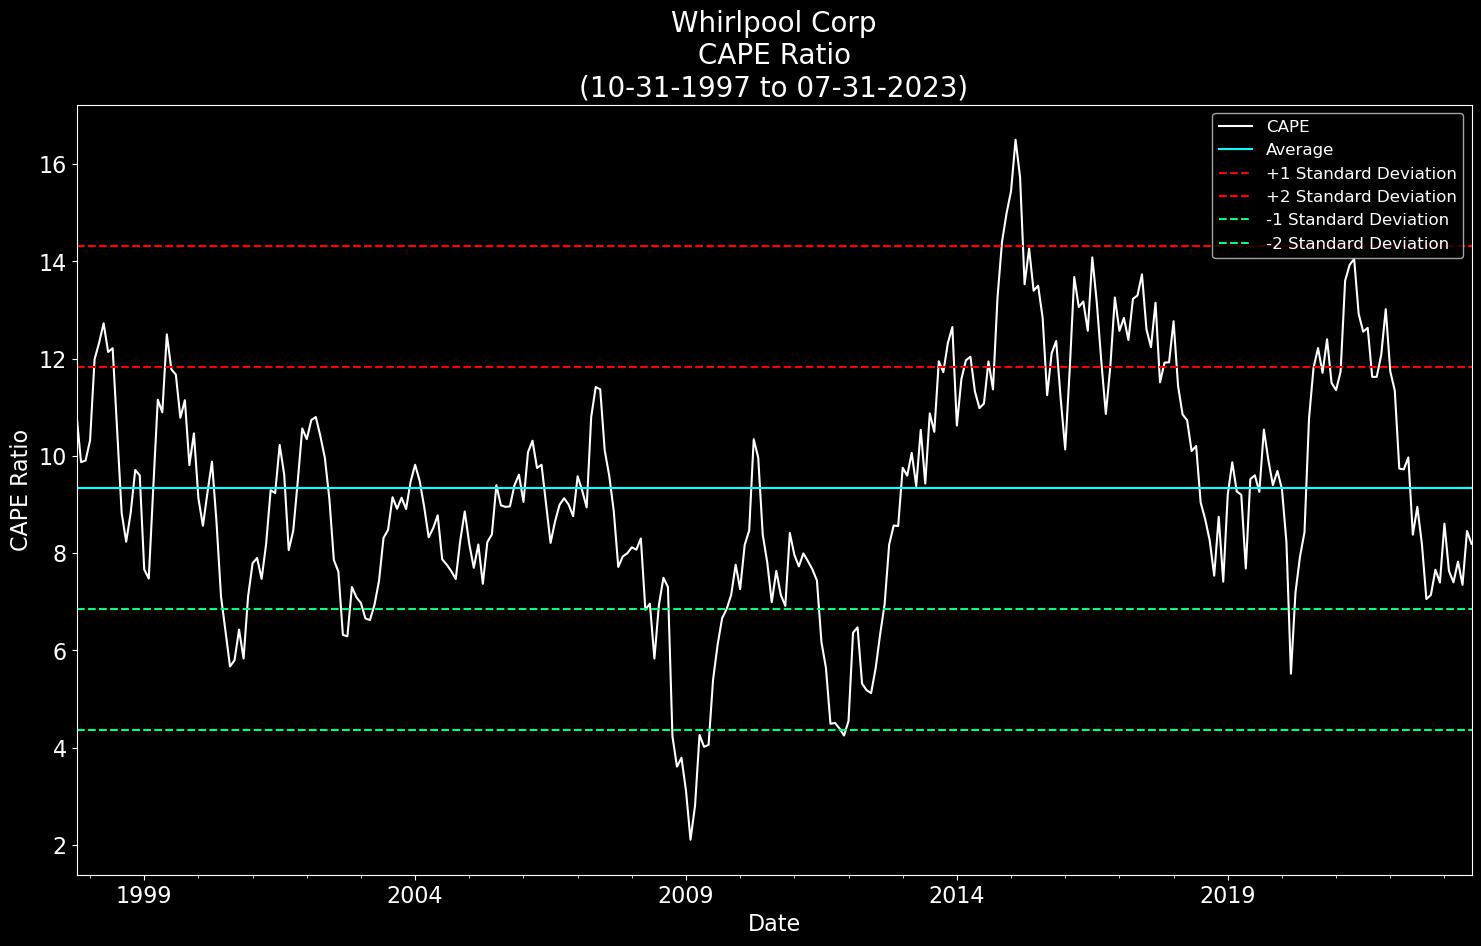 Whirlpool Corp
CAPE Ratio
(10-31-1997 to 07-31-2023)
CAPE
Average
+1 Standard Deviation
+2 Standard Deviation
-1 Standard Deviation
-2 Standard Deviation
CAPE Ratio
16
14
12
10
8
6
4
2
1999
2004
2009
2014
2019
Date